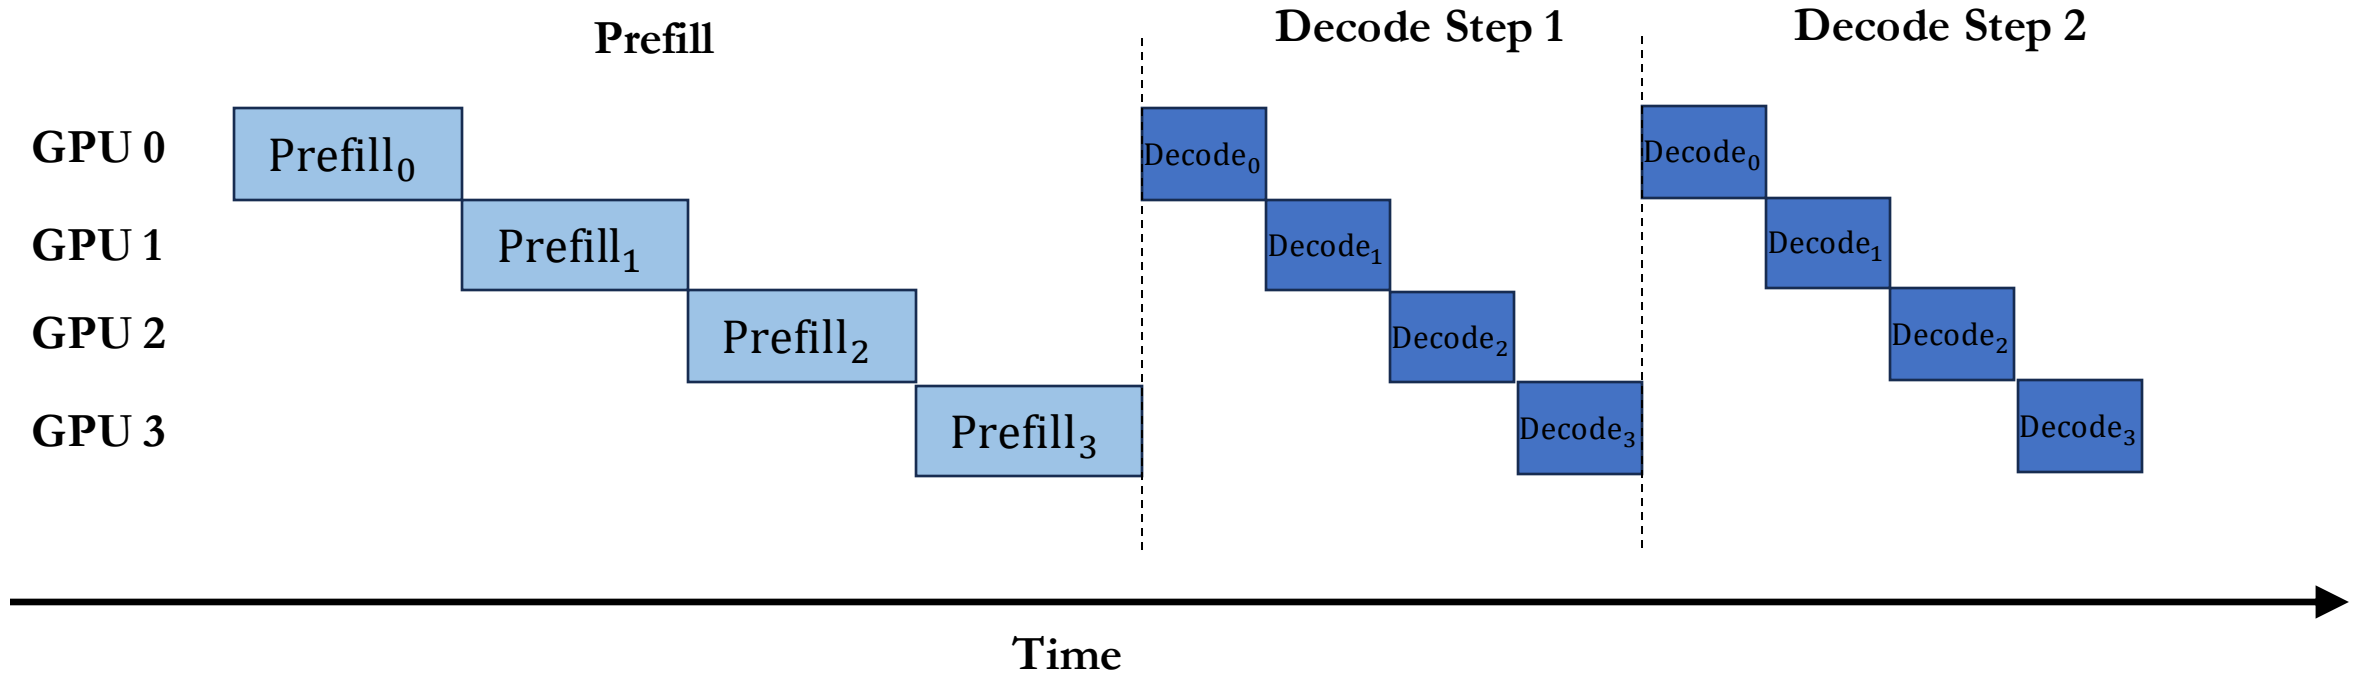 Prefill
Decode Step 1
Decode Step 2
GPU 0
Prefill₀
Decode₀
Decode₀
GPU 1
Prefill₁
Decode₁
Decode₁
GPU 2
Prefill₂
Decode₂
Decode₂
GPU 3
Prefill₃
Decode₃
Decode₃
Time